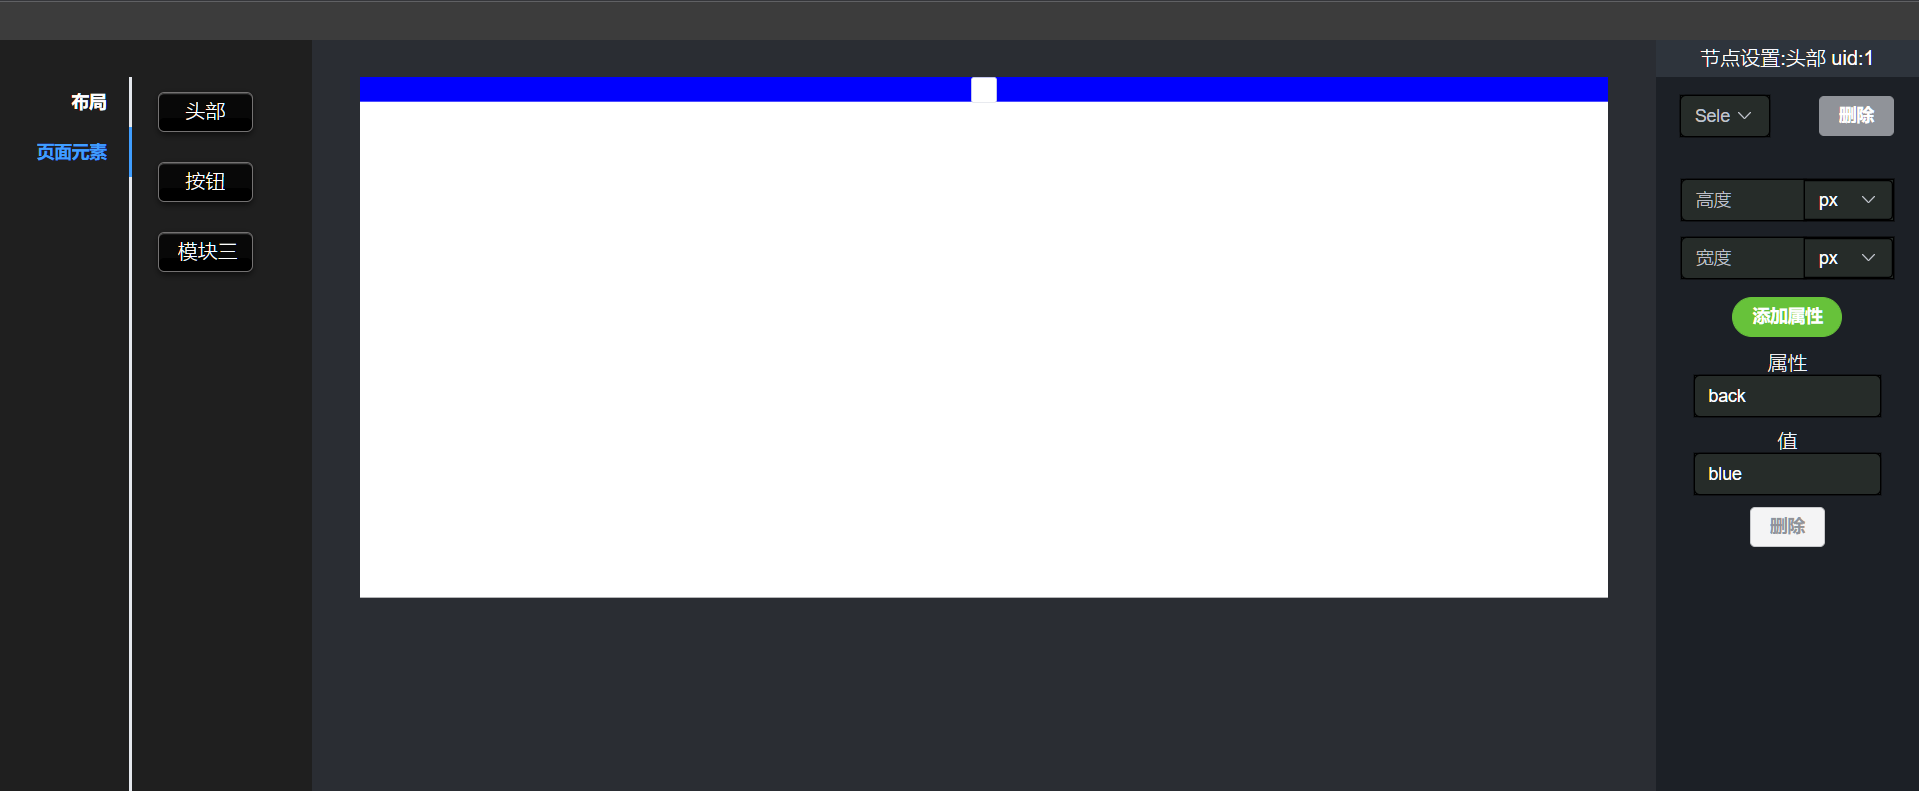 布局
页面元素
头部
按钮
模块三
节点设置:头部 uid:1
Sele
删除
高度 px
宽度 px
添加属性
属性
back
值
blue
删除